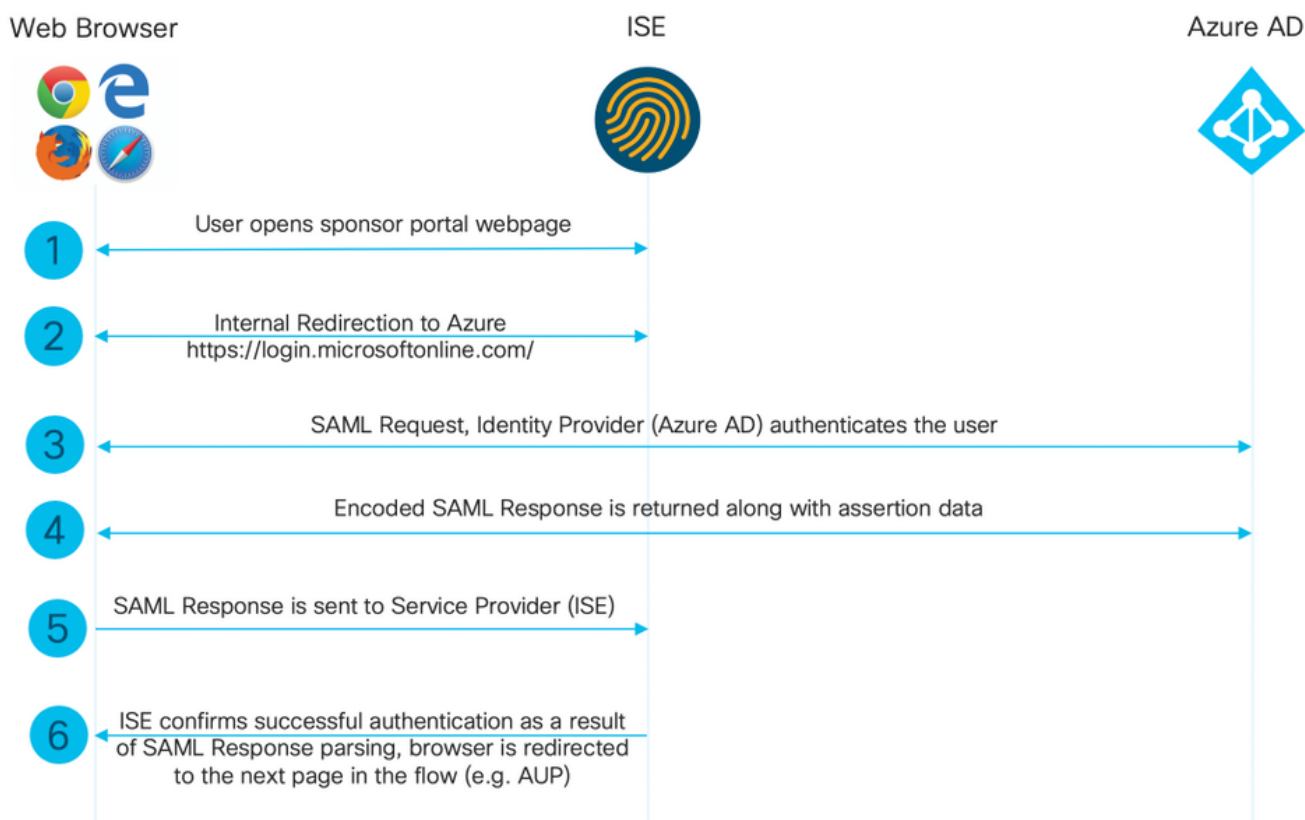 Web Browser
ISE
Azure AD
1
User opens sponsor portal webpage
2
Internal Redirection to Azure
https://login.microsoftonline.com/
3
SAML Request, Identity Provider (Azure AD) authenticates the user
4
Encoded SAML Response is returned along with assertion data
5
SAML Response is sent to Service Provider (ISE)
6
ISE confirms successful authentication as a result
of SAML Response parsing, browser is redirected
to the next page in the flow (e.g. AUP)